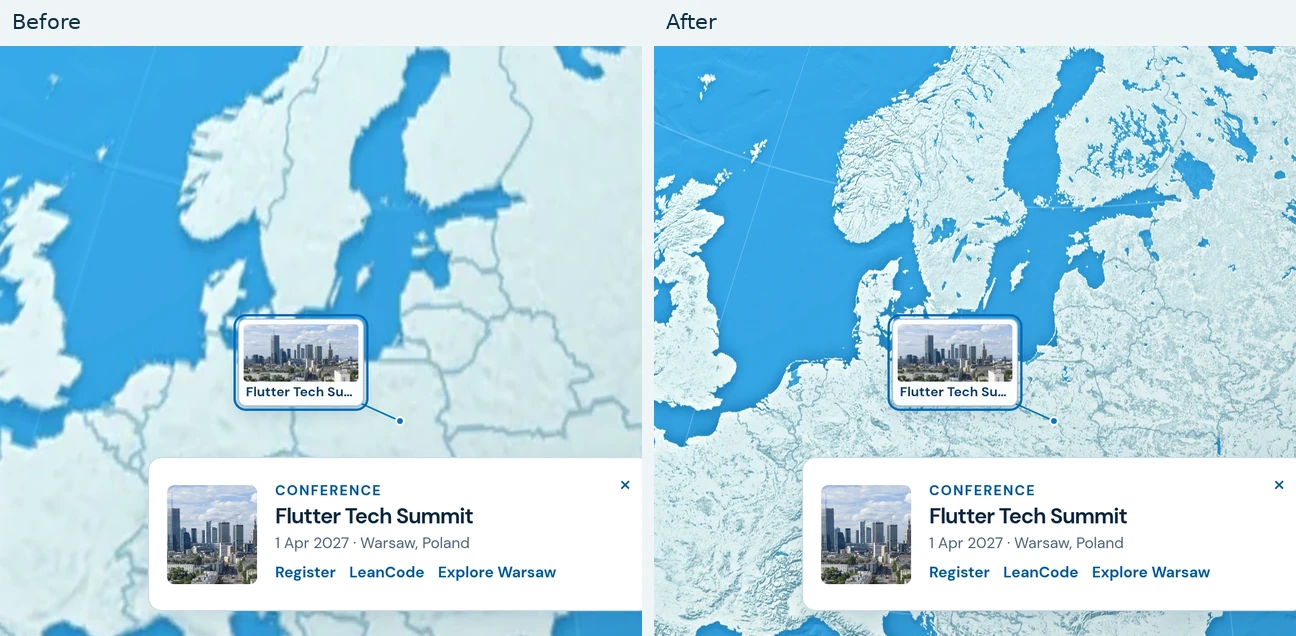 Before
After
Flutter Tech Su...
CONFERENCE
Flutter Tech Summit
1 Apr 2027 · Warsaw, Poland
Register LeanCode Explore Warsaw
Flutter Tech Su...
CONFERENCE
Flutter Tech Summit
1 Apr 2027 · Warsaw, Poland
Register LeanCode Explore Warsaw